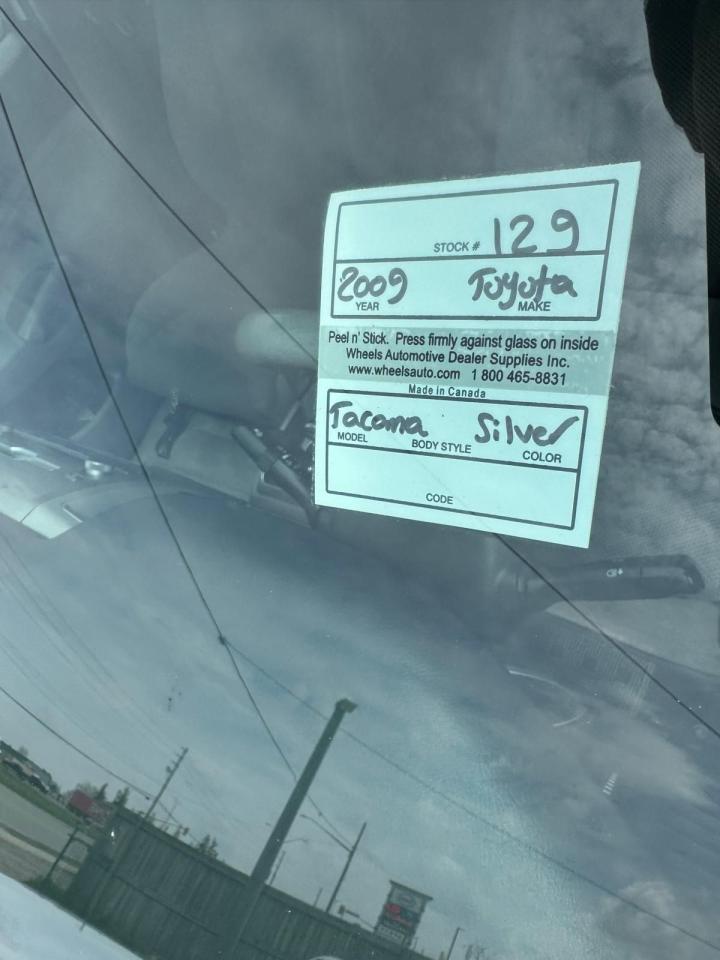 STOCK # 129
2009 Toyota
YEAR MAKE
Peel n' Stick. Press firmly against glass on inside
Wheels Automotive Dealer Supplies Inc.
www.wheelsauto.com 1 800 465-8831
Made in Canada
Tacoma Silver
MODEL BODY STYLE COLOR
CODE